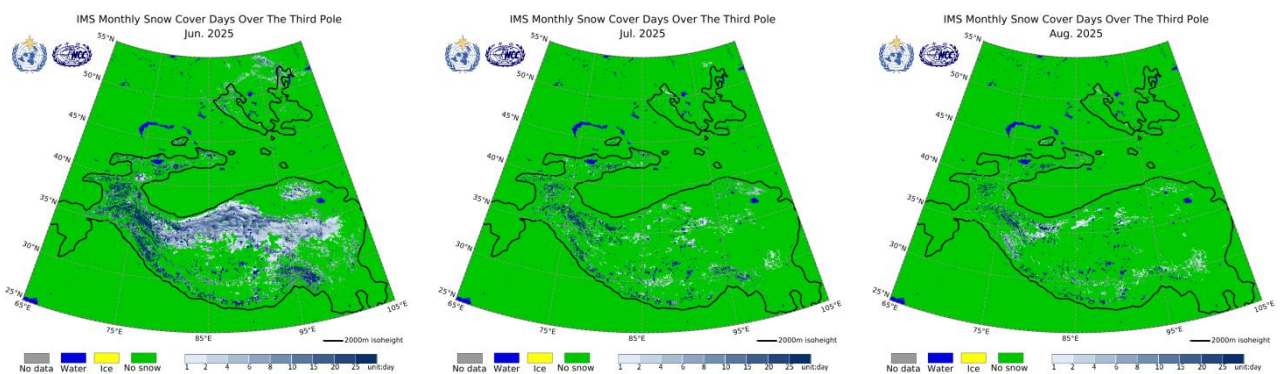 IMS Monthly Snow Cover Days Over The Third Pole
Jun. 2025
NCC
55°N
50°N
45°N
40°N
35°N
30°N
25°N
65°E
75°E
85°E
95°E
105°E
2000m isoheight
No data Water Ice No snow
1 2 4 6 8 10 15 20 25 unit:day
IMS Monthly Snow Cover Days Over The Third Pole
Jul. 2025
NCC
55°N
50°N
45°N
40°N
35°N
30°N
25°N
65°E
75°E
85°E
95°E
105°E
2000m isoheight
No data Water Ice No snow
1 2 4 6 8 10 15 20 25 unit:day
IMS Monthly Snow Cover Days Over The Third Pole
Aug. 2025
NCC
55°N
50°N
45°N
40°N
35°N
30°N
25°N
65°E
75°E
85°E
95°E
105°E
2000m isoheight
No data Water Ice No snow
1 2 4 6 8 10 15 20 25 unit:day